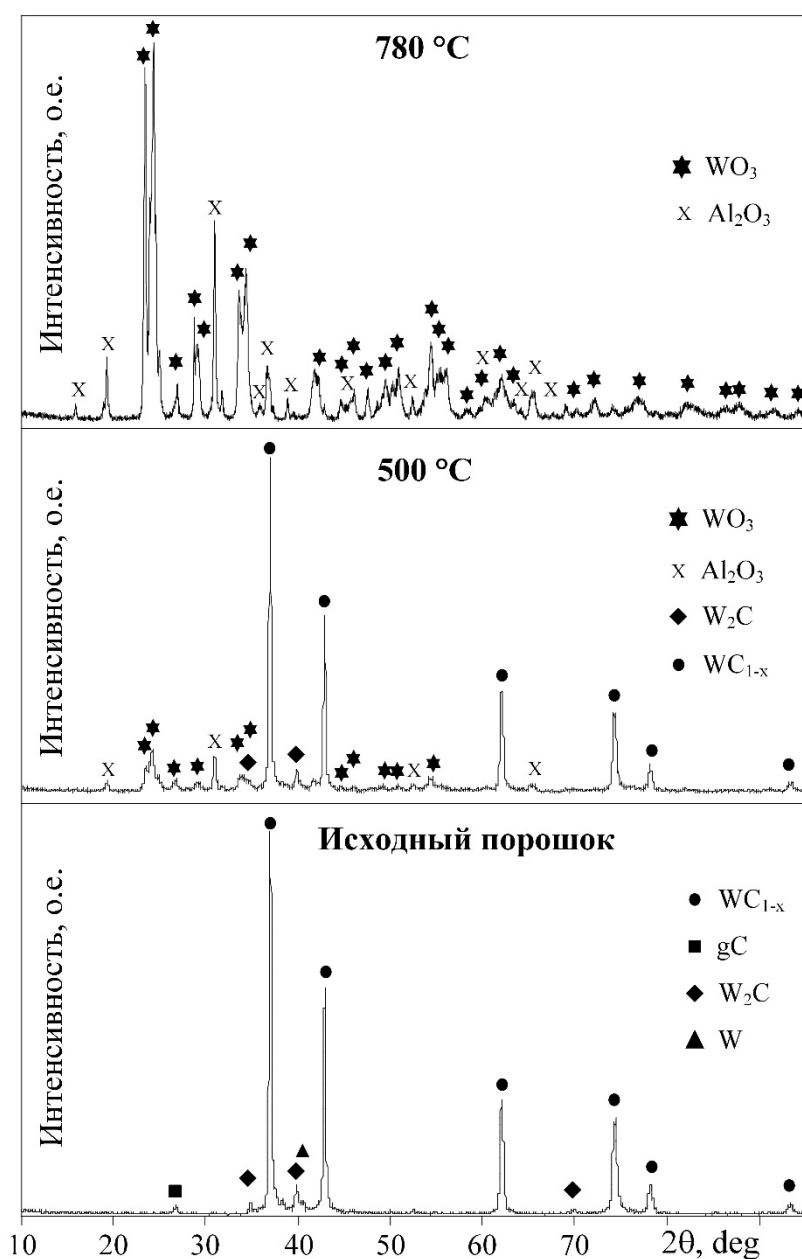 780 °C
Интенсивность, о.е.
WO₃
X Al₂O₃
500 °C
Интенсивность, о.е.
WO₃
X Al₂O₃
W₂C
WC₁₋ₓ
Исходный порошок
Интенсивность, о.е.
WC₁₋ₓ
gC
W₂C
W
10 20 30 40 50 60 70 2θ, deg